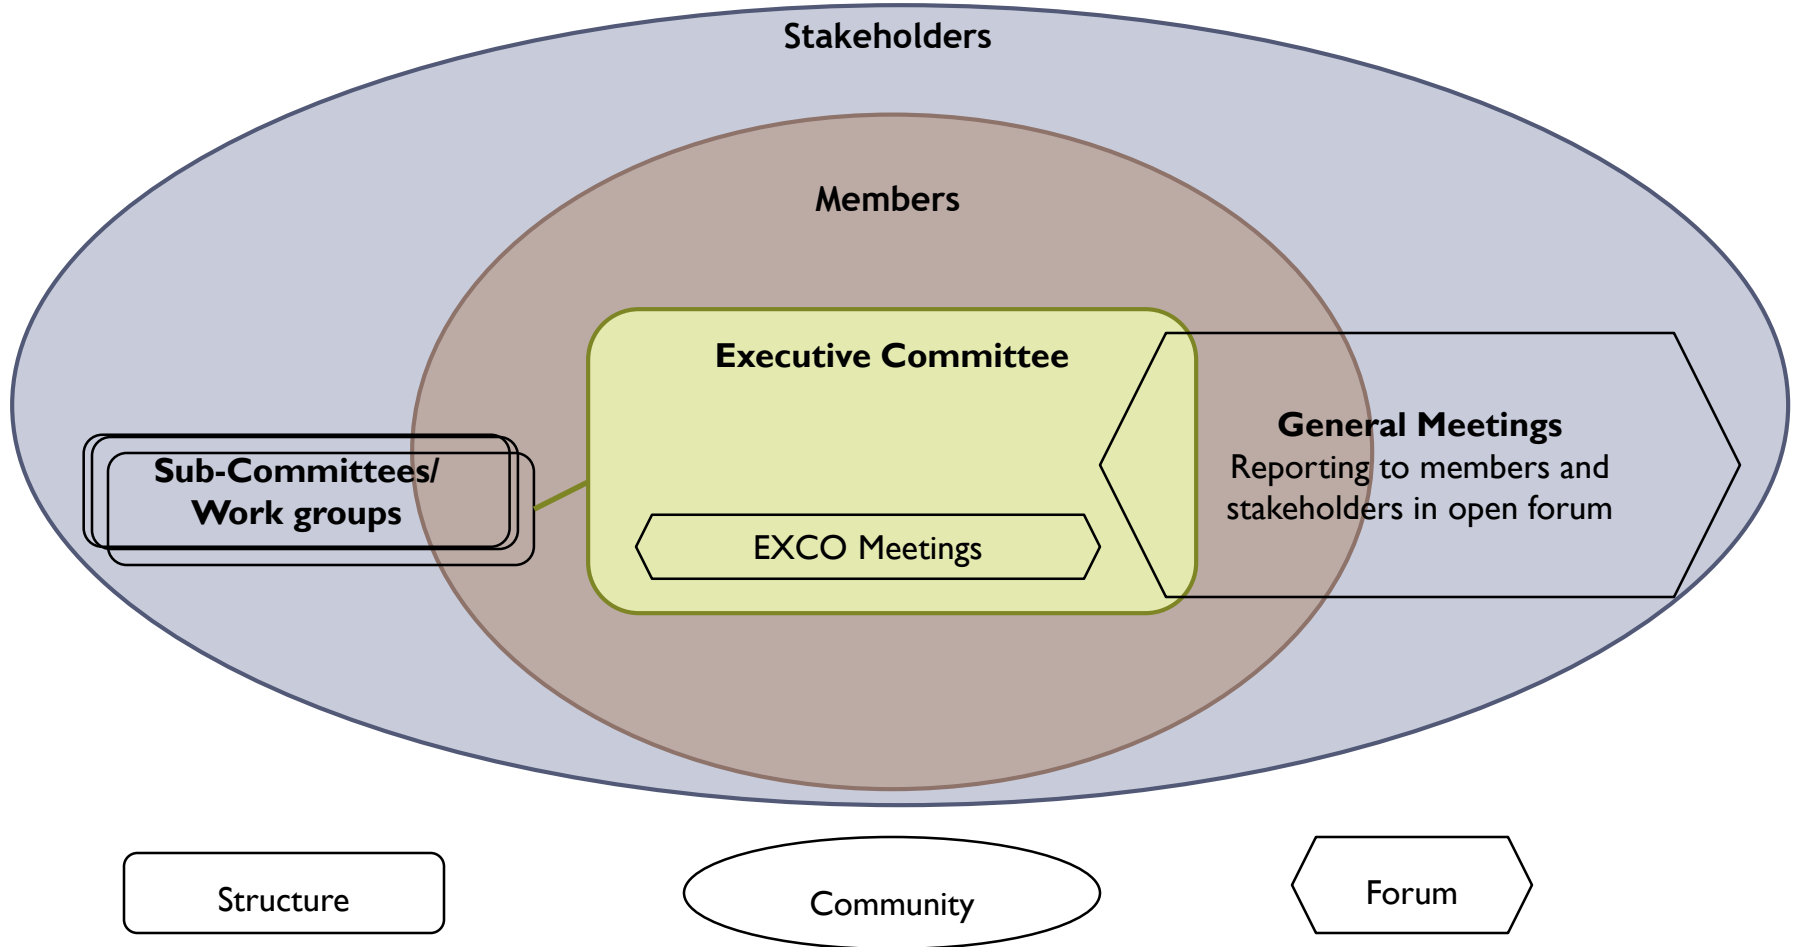 Stakeholders
Members
Executive Committee
General Meetings
Reporting to members and
stakeholders in open forum
Sub-Committees/
Work groups
EXCO Meetings
Structure
Community
Forum